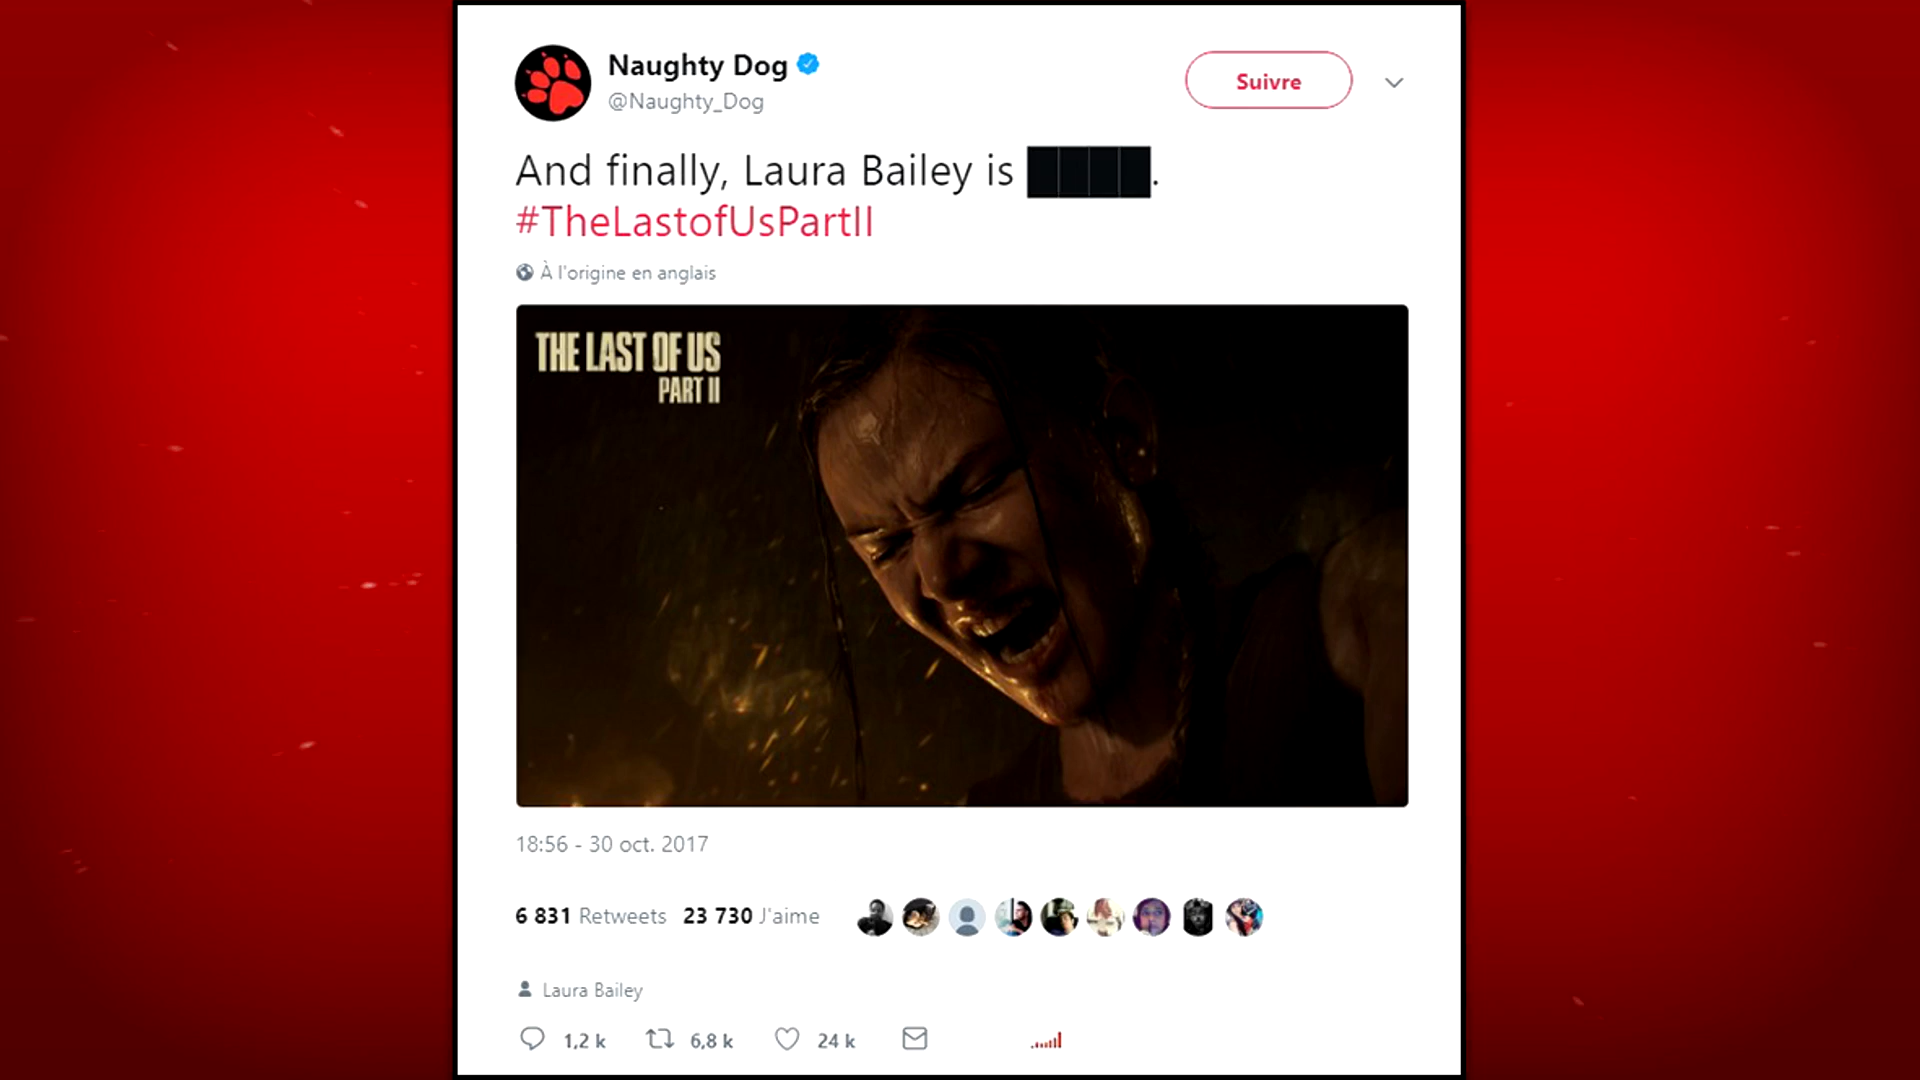 Naughty Dog
@Naughty_Dog
Suivre
And finally, Laura Bailey is ████.
#TheLastofUsPartII
À l'origine en anglais
THE LAST OF US
PART II
18:56 - 30 oct. 2017
6 831 Retweets 23 730 J'aime
Laura Bailey
1,2 k 6,8 k 24 k